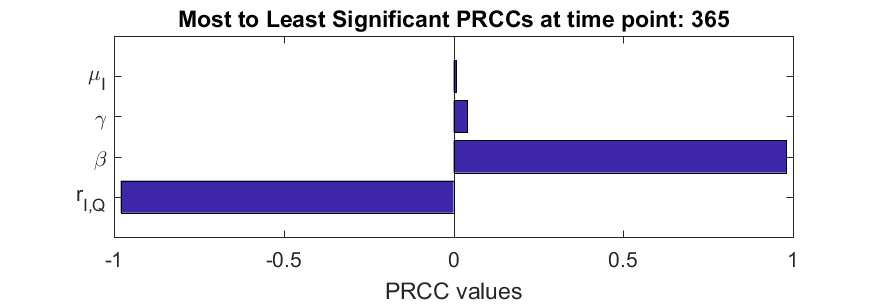 Most to Least Significant PRCCs at time point: 365
μI
γ
β
rI,Q
-1 -0.5 0 0.5 1
PRCC values